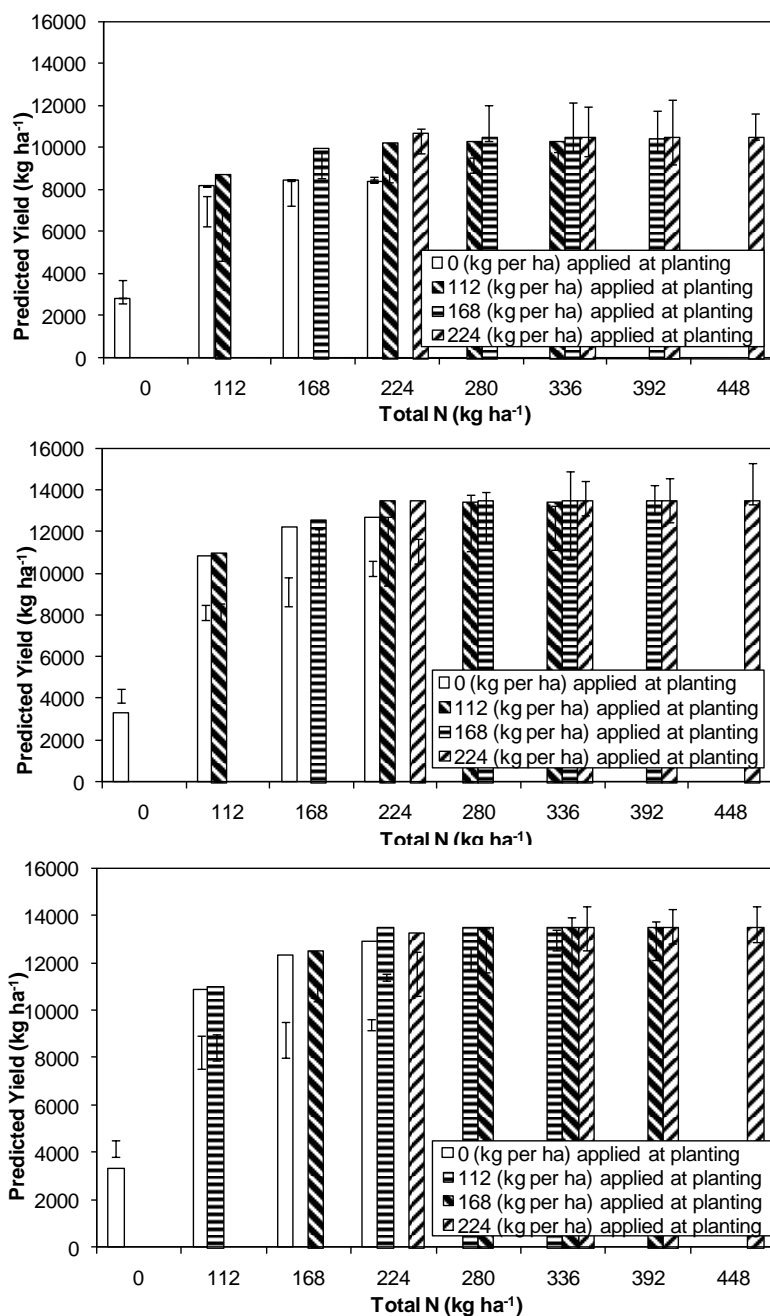 16000
14000
12000
10000
8000
6000
4000
2000
0
Predicted Yield (kg ha-1)
0 (kg per ha) applied at planting
112 (kg per ha) applied at planting
168 (kg per ha) applied at planting
224 (kg per ha) applied at planting
0 112 168 224 280 336 392 448
Total N (kg ha-1)
16000
14000
12000
10000
8000
6000
4000
2000
0
Predicted Yield (kg ha-1)
0 (kg per ha) applied at planting
112 (kg per ha) applied at planting
168 (kg per ha) applied at planting
224 (kg per ha) applied at planting
0 112 168 224 280 336 392 448
Total N (kg ha-1)
16000
14000
12000
10000
8000
6000
4000
2000
0
Predicted Yield (kg ha-1)
0 (kg per ha) applied at planting
112 (kg per ha) applied at planting
168 (kg per ha) applied at planting
224 (kg per ha) applied at planting
0 112 168 224 280 336 392 448
Total N (kg ha-1)